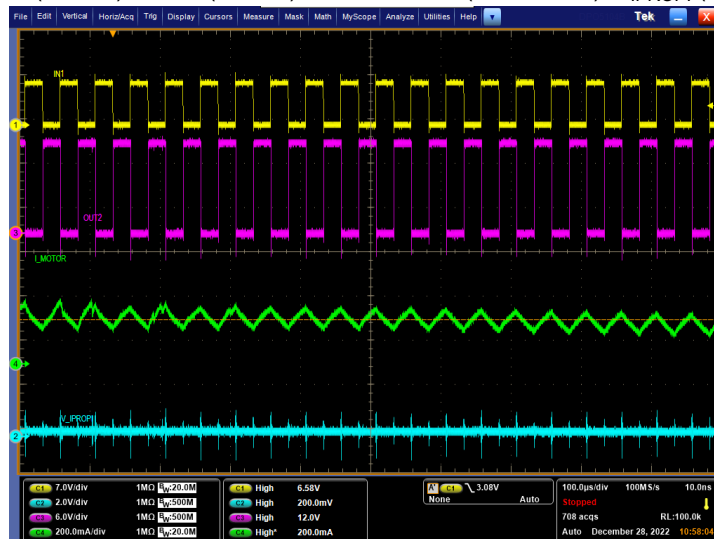 File Edit Vertical Horiz/Acq Trig Display Cursors Measure Mask Math MyScope Analyze Utilities Help Tek X
IN1
1
OUT2
3
I_MOTOR
4
V_IPROPI
2
C1 7.0V/div 1MΩ BW:20.0M
C2 2.0V/div 1MΩ BW:500M
C3 6.0V/div 1MΩ BW:500M
C4 200.0mA/div 1MΩ BW:20.0M
C1 High 6.58V
C2 High 200.0mV
C3 High 12.0V
C4 High* 200.0mA
A' C1 3.08V
None Auto
100.0µs/div 100MS/s 10.0ns
Stopped
708 acqs RL:100.0k
Auto December 28, 2022 10:58:04